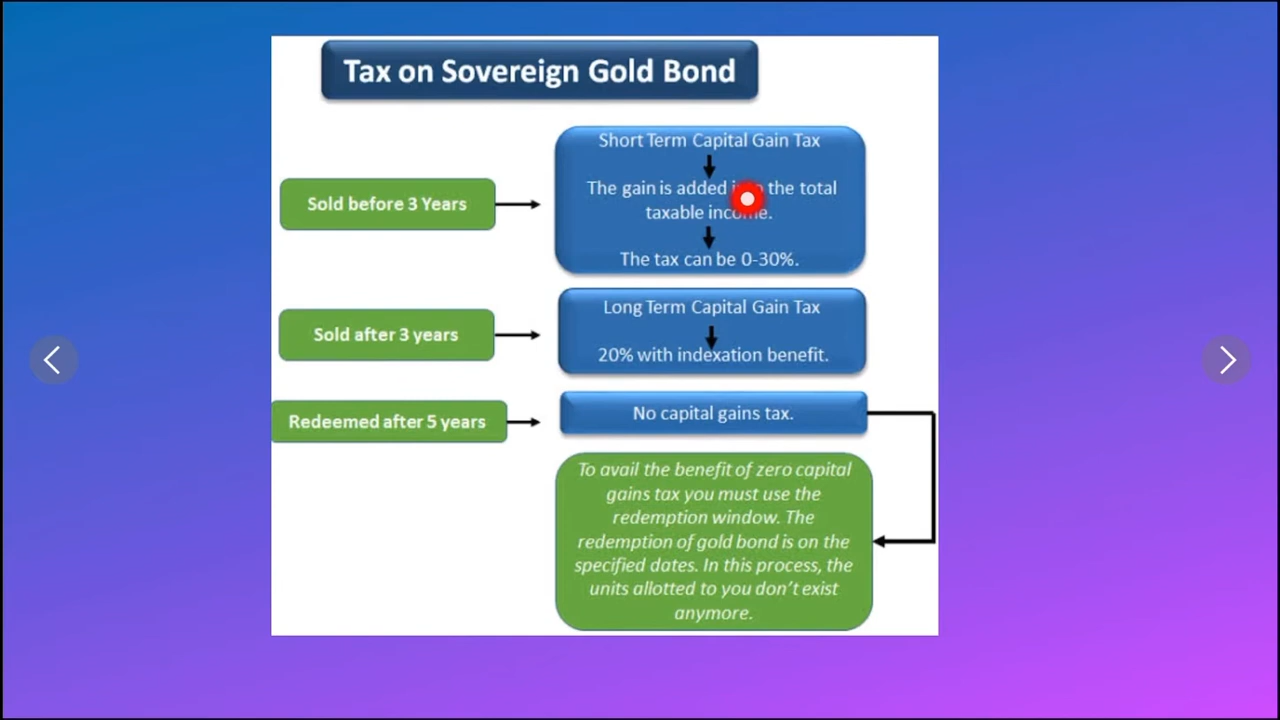 Tax on Sovereign Gold Bond
Sold before 3 Years
Short Term Capital Gain Tax
The gain is added the total
taxable income.
The tax can be 0-30%.
Sold after 3 years
Long Term Capital Gain Tax
20% with indexation benefit.
Redeemed after 5 years
No capital gains tax.
To avail the benefit of zero capital
gains tax you must use the
redemption window. The
redemption of gold bond is on the
specified dates. In this process, the
units allotted to you don't exist
anymore.